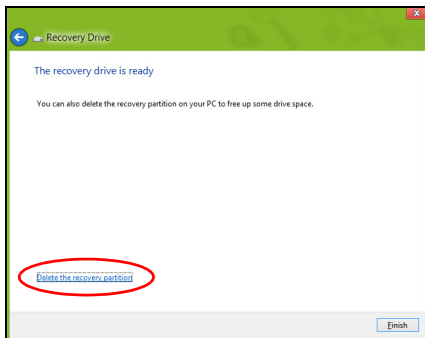 Recovery Drive
The recovery drive is ready
You can also delete the recovery partition on your PC to free up some drive space.
Delete the recovery partition
Finish